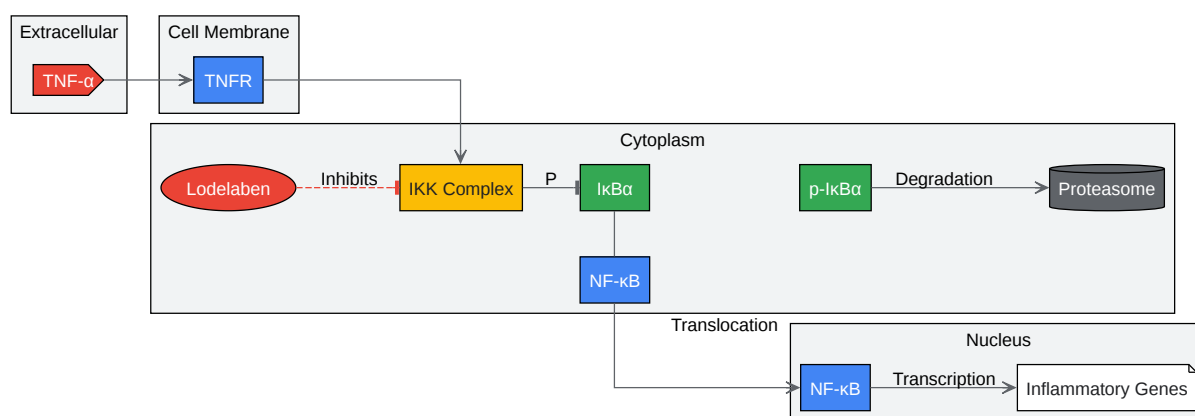 Extracellular
Cell Membrane
TNF-α
TNFR
Cytoplasm
Lodelaben
Inhibits
IKK Complex
P
IκBα
p-IκBα
Degradation
Proteasome
NF-κB
Translocation
Nucleus
NF-κB
Transcription
Inflammatory Genes